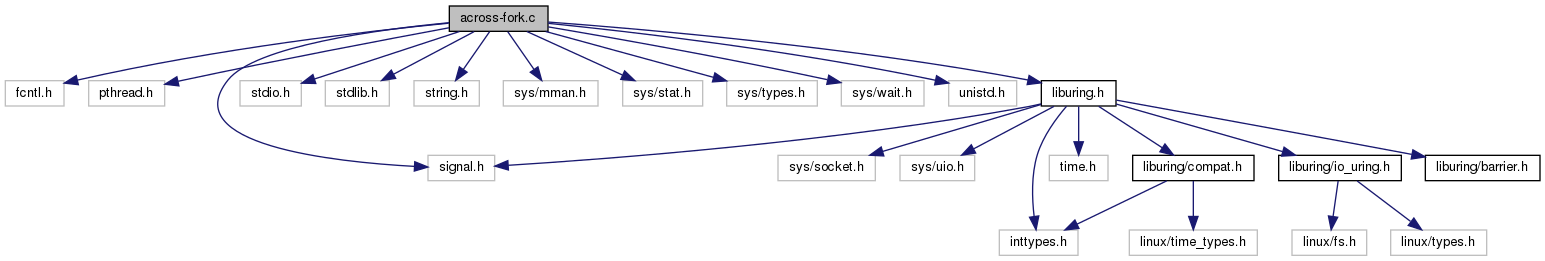 across-fork.c
fcntl.h
pthread.h
stdio.h
stdlib.h
string.h
sys/mman.h
sys/stat.h
sys/types.h
sys/wait.h
unistd.h
liburing.h
signal.h
sys/socket.h
sys/uio.h
time.h
liburing/compat.h
liburing/io_uring.h
liburing/barrier.h
inttypes.h
linux/time_types.h
linux/fs.h
linux/types.h